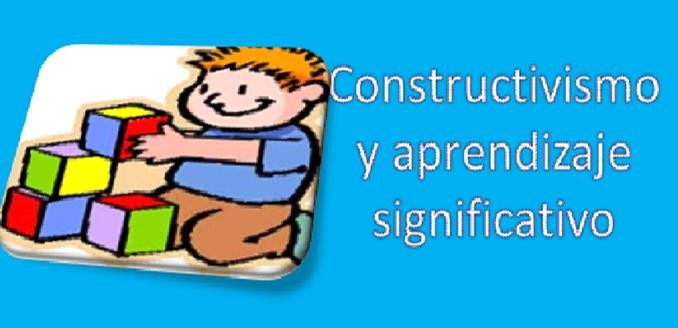 Constructivismo
y aprendizaje
significativo